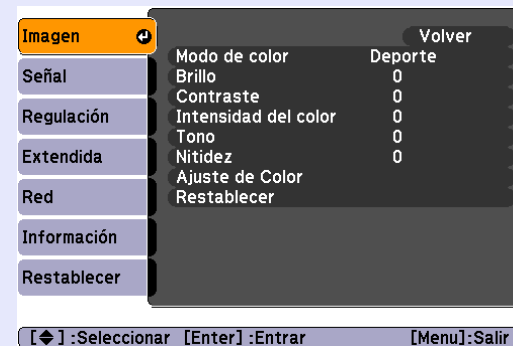 Imagen
Señal
Regulación
Extendida
Red
Información
Restablecer
Volver
Modo de color Deporte
Brillo 0
Contraste 0
Intensidad del color 0
Tono 0
Nitidez 0
Ajuste de Color
Restablecer
[◆] :Seleccionar [Enter] :Entrar [Menu]:Salir